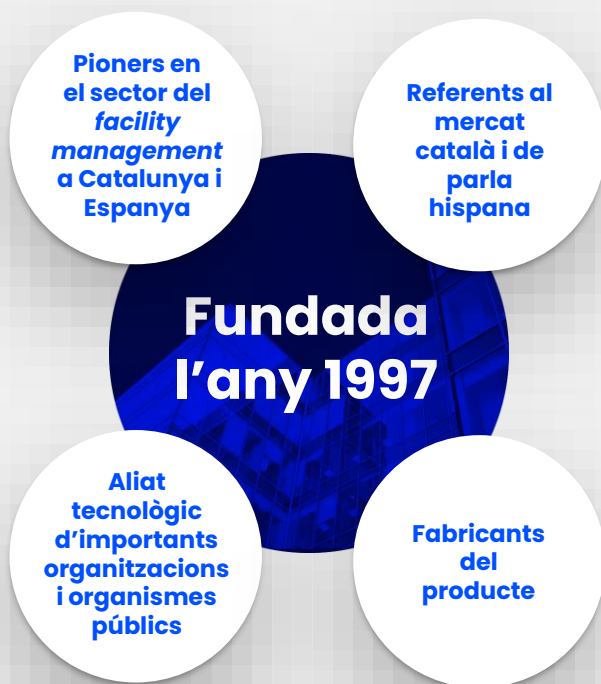 Pioners en
el sector del
facility
management
a Catalunya i
Espanya
Referents al
mercat
català i de
parla
hispana
Fundada
l’any 1997
Aliat
tecnològic
d’importants
organitzacions
i organismes
públics
Fabricants
del
producte